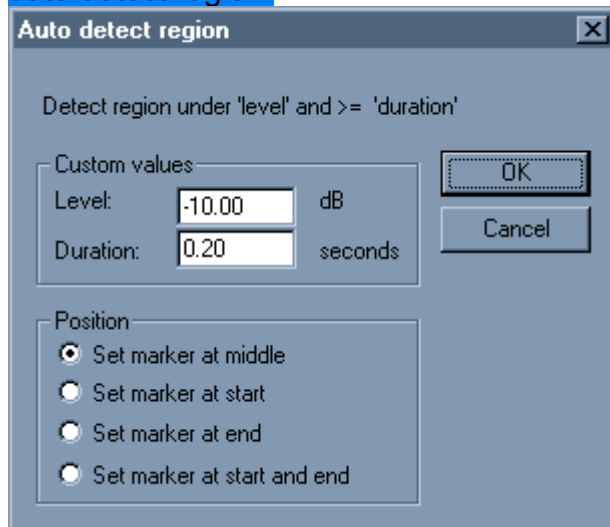 Auto detect region
Detect region under 'level' and >= 'duration'
Custom values
Level: -10.00 dB
Duration: 0.20 seconds
OK
Cancel
Position
Set marker at middle
Set marker at start
Set marker at end
Set marker at start and end